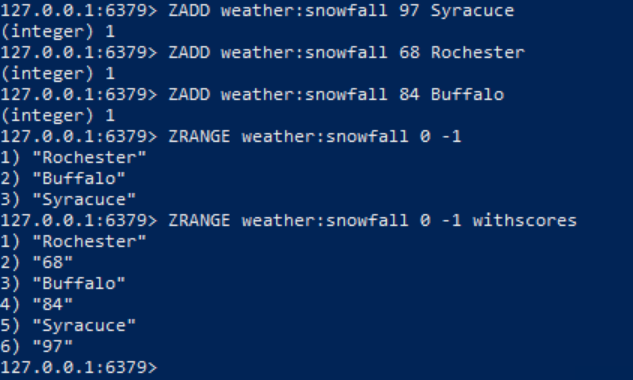 127.0.0.1:6379> ZADD weather:snowfall 97 Syracuce
(integer) 1
127.0.0.1:6379> ZADD weather:snowfall 68 Rochester
(integer) 1
127.0.0.1:6379> ZADD weather:snowfall 84 Buffalo
(integer) 1
127.0.0.1:6379> ZRANGE weather:snowfall 0 -1
1) "Rochester"
2) "Buffalo"
3) "Syracuce"
127.0.0.1:6379> ZRANGE weather:snowfall 0 -1 withscores
1) "Rochester"
2) "68"
3) "Buffalo"
4) "84"
5) "Syracuce"
6) "97"
127.0.0.1:6379>